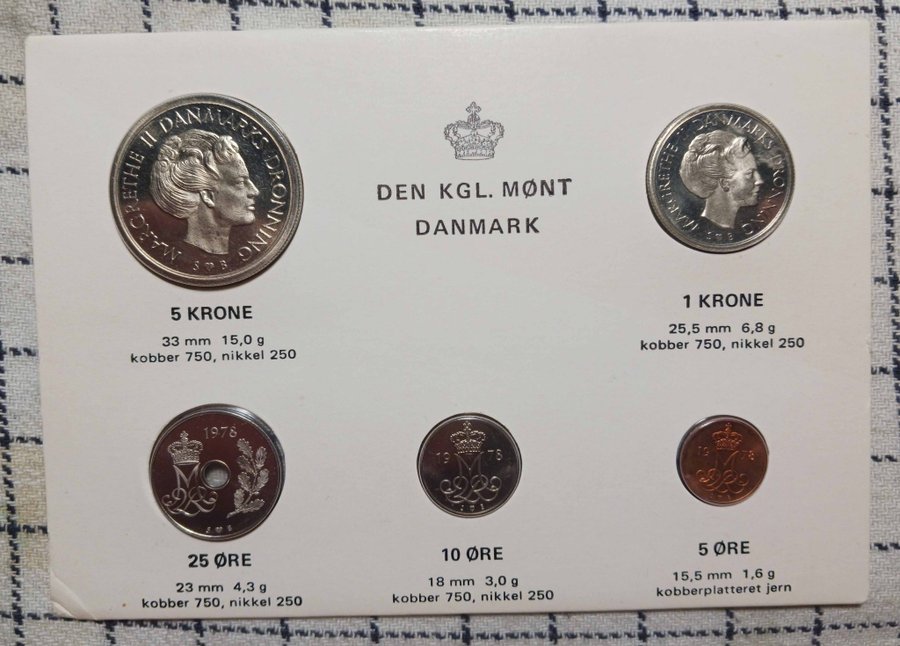 MARGRETHE II DANMARKS DRONNING
S ♥ B
5 KRONE
33 mm 15,0 g
kobber 750, nikkel 250
DEN KGL. MØNT
DANMARK
MARGRETHE II DANMARKS DRONNING
S ♥ B
1 KRONE
25,5 mm 6,8 g
kobber 750, nikkel 250
1978
S ♥ B
25 ØRE
23 mm 4,3 g
kobber 750, nikkel 250
1978
S ♥ B
10 ØRE
18 mm 3,0 g
kobber 750, nikkel 250
1978
5 ØRE
15,5 mm 1,6 g
kobberplatteret jern